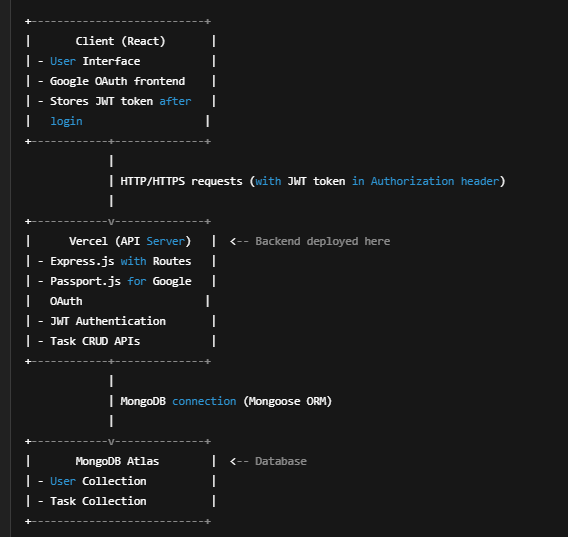 +---------------------------+
|       Client (React)       |
| - User Interface           |
| - Google OAuth frontend    |
| - Stores JWT token after   |
|   login                   |
+------------+--------------+
             |
             | HTTP/HTTPS requests (with JWT token in Authorization header)
             |
+------------v--------------+
|      Vercel (API Server)   |  <-- Backend deployed here
| - Express.js with Routes   |
| - Passport.js for Google   |
|   OAuth                   |
| - JWT Authentication       |
| - Task CRUD APIs           |
+------------+--------------+
             |
             | MongoDB connection (Mongoose ORM)
             |
+------------v--------------+
|       MongoDB Atlas        |  <-- Database
| - User Collection          |
| - Task Collection          |
+---------------------------+